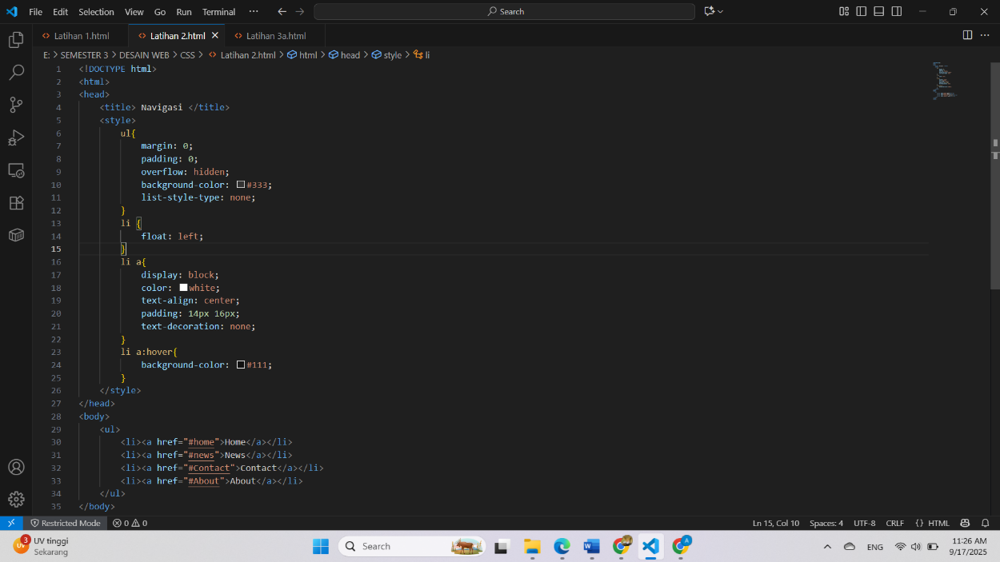 File Edit Selection View Go Run Terminal ··· Search
Latihan 1.html Latihan 2.html Latihan 3a.html
E: > SEMESTER 3 > DESAIN WEB > CSS > Latihan 2.html > html > head > style > li
1 <!DOCTYPE html>
2 <html>
3 <head>
4 <title> Navigasi </title>
5 <style>
6 ul{
7 margin: 0;
8 padding: 0;
9 overflow: hidden;
10 background-color: #333;
11 list-style-type: none;
12 }
13 li {
14 float: left;
15 }
16 li a{
17 display: block;
18 color: white;
19 text-align: center;
20 padding: 14px 16px;
21 text-decoration: none;
22 }
23 li a:hover{
24 background-color: #111;
25 }
26 </style>
27 </head>
28 <body>
29 <ul>
30 <li><a href="#home">Home</a></li>
31 <li><a href="#news">News</a></li>
32 <li><a href="#Contact">Contact</a></li>
33 <li><a href="#About">About</a></li>
34 </ul>
35 </body>
Restricted Mode 0 0 Ln 15, Col 10 Spaces: 4 UTF-8 CRLF {} HTML
3 UV UV tinggi
Sekarang
Search
W
A
ENG
11:26 AM
9/17/2025